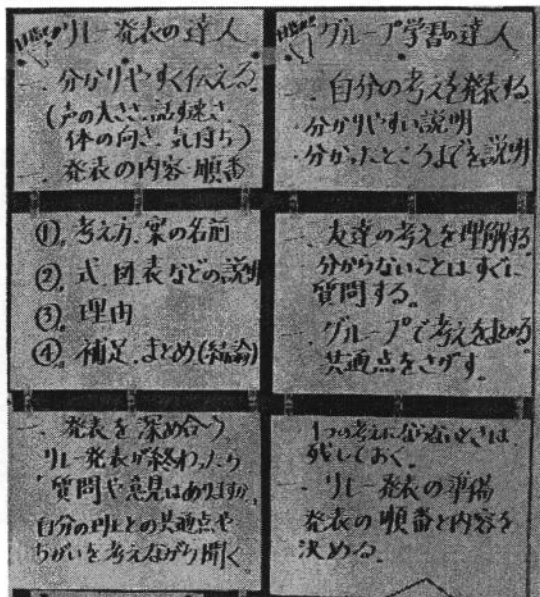 目指せ!! リレー発表の達人
一. 分かりやすく伝える。
(声の大きさ、話す速さ、
体の向き、気持ち)
一. 発表の内容・順番
①. 考え方、案の名前
②. 式、図、表などの説明
③. 理由
④. 補足、まとめ(結論)
一. 発表を深め合う。
リレー発表が終わったら
質問や意見はありますか。
自分の
との共通点や
ちがいを考えながら聞く。
目指せ!! グループ学習の達人
一. 自分の考えを発表する
・分かりやすい説明
・分かったところまでを説明
一. 友達の考えを理解する。
分からないことはすぐに
質問する。
一. グループで考えをまとめる。
共通点をさがす。
1つの考えにならないときは
残しておく。
一. リレー発表の準備
発表の順番と内容を
決める。